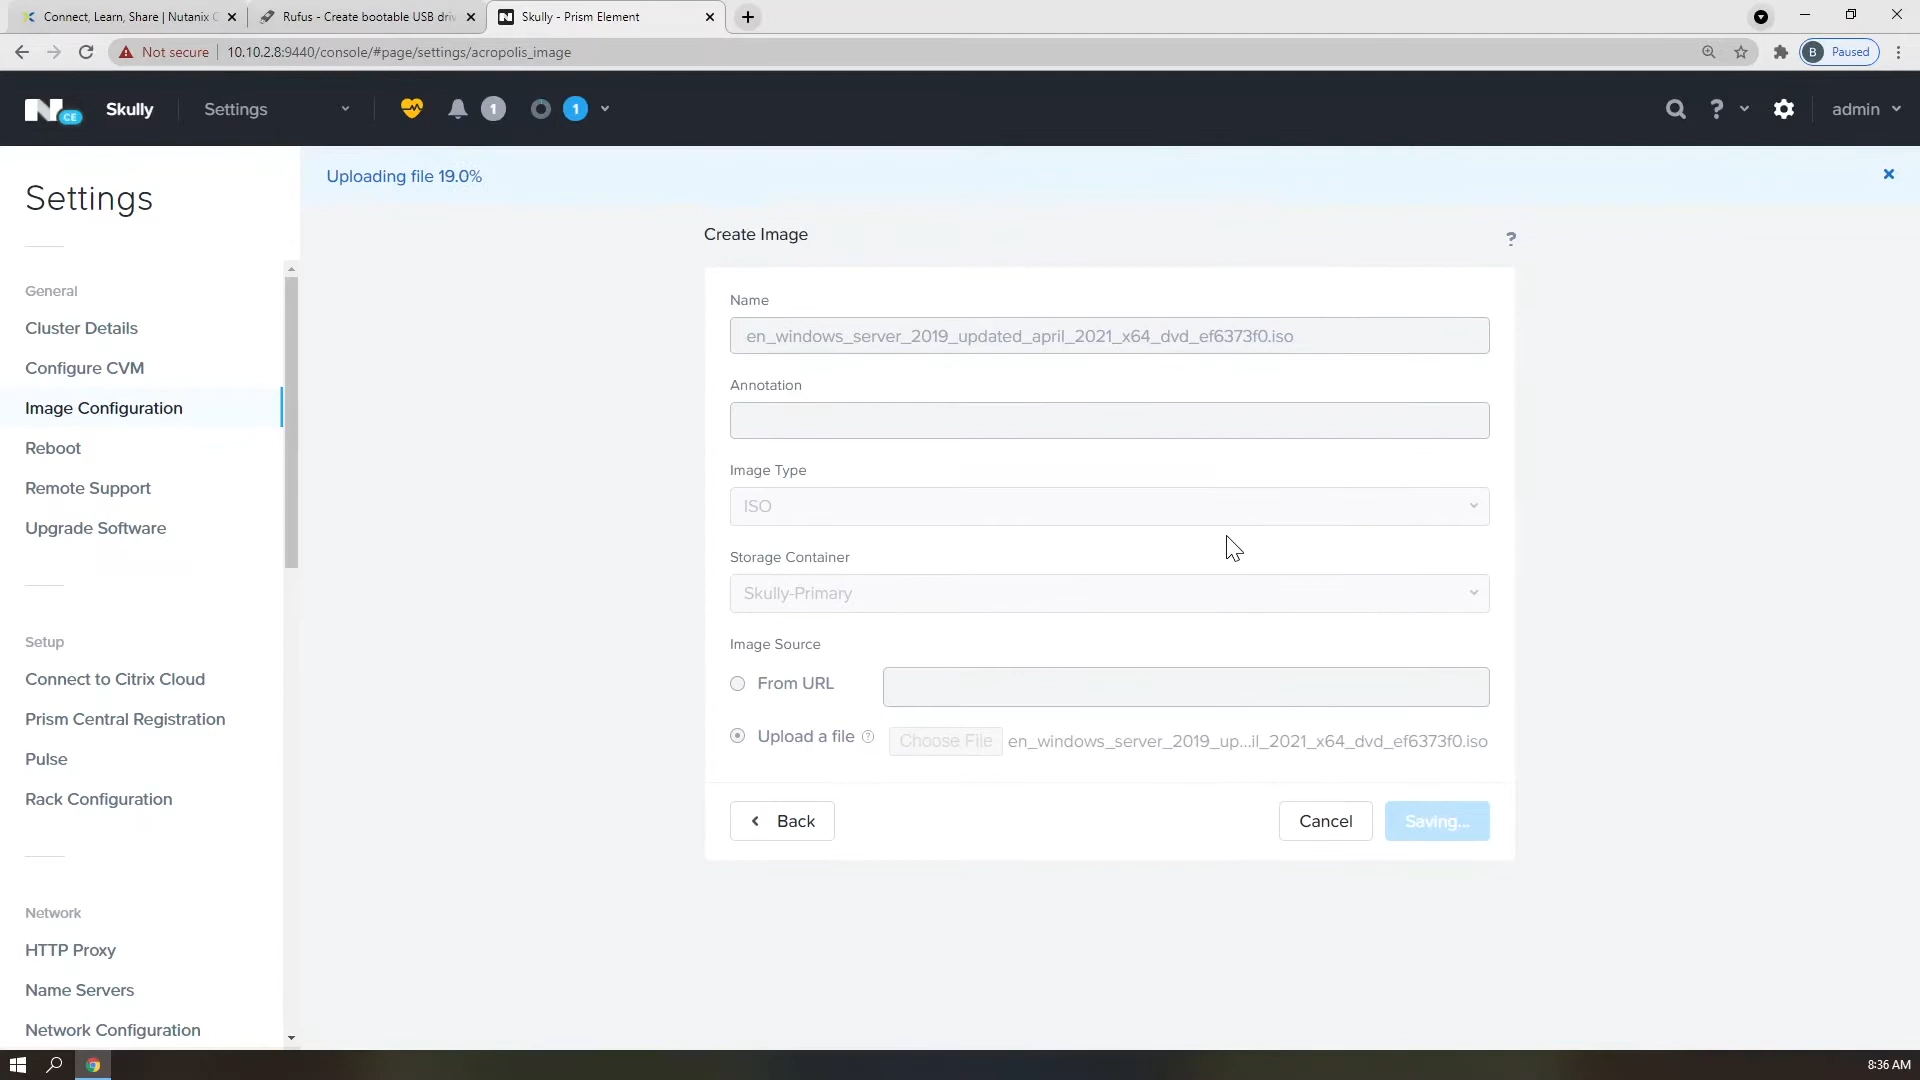 Connect, Learn, Share | Nutanix C
Rufus - Create bootable USB driv
Skully - Prism Element
Not secure
10.10.2.8:9440/console/#page/settings/acropolis_image
B
Paused
CE
Skully
Settings
1
1
?
admin
Settings
Uploading file 19.0%
Create Image
?
General
Cluster Details
Configure CVM
Image Configuration
Reboot
Remote Support
Upgrade Software
Setup
Connect to Citrix Cloud
Prism Central Registration
Pulse
Rack Configuration
Network
HTTP Proxy
Name Servers
Network Configuration
Name
en_windows_server_2019_updated_april_2021_x64_dvd_ef6373f0.iso
Annotation
Image Type
ISO
Storage Container
Skully-Primary
Image Source
From URL
Upload a file ?
Choose File
en_windows_server_2019_up...il_2021_x64_dvd_ef6373f0.iso
Back
Cancel
Saving...
8:36 AM